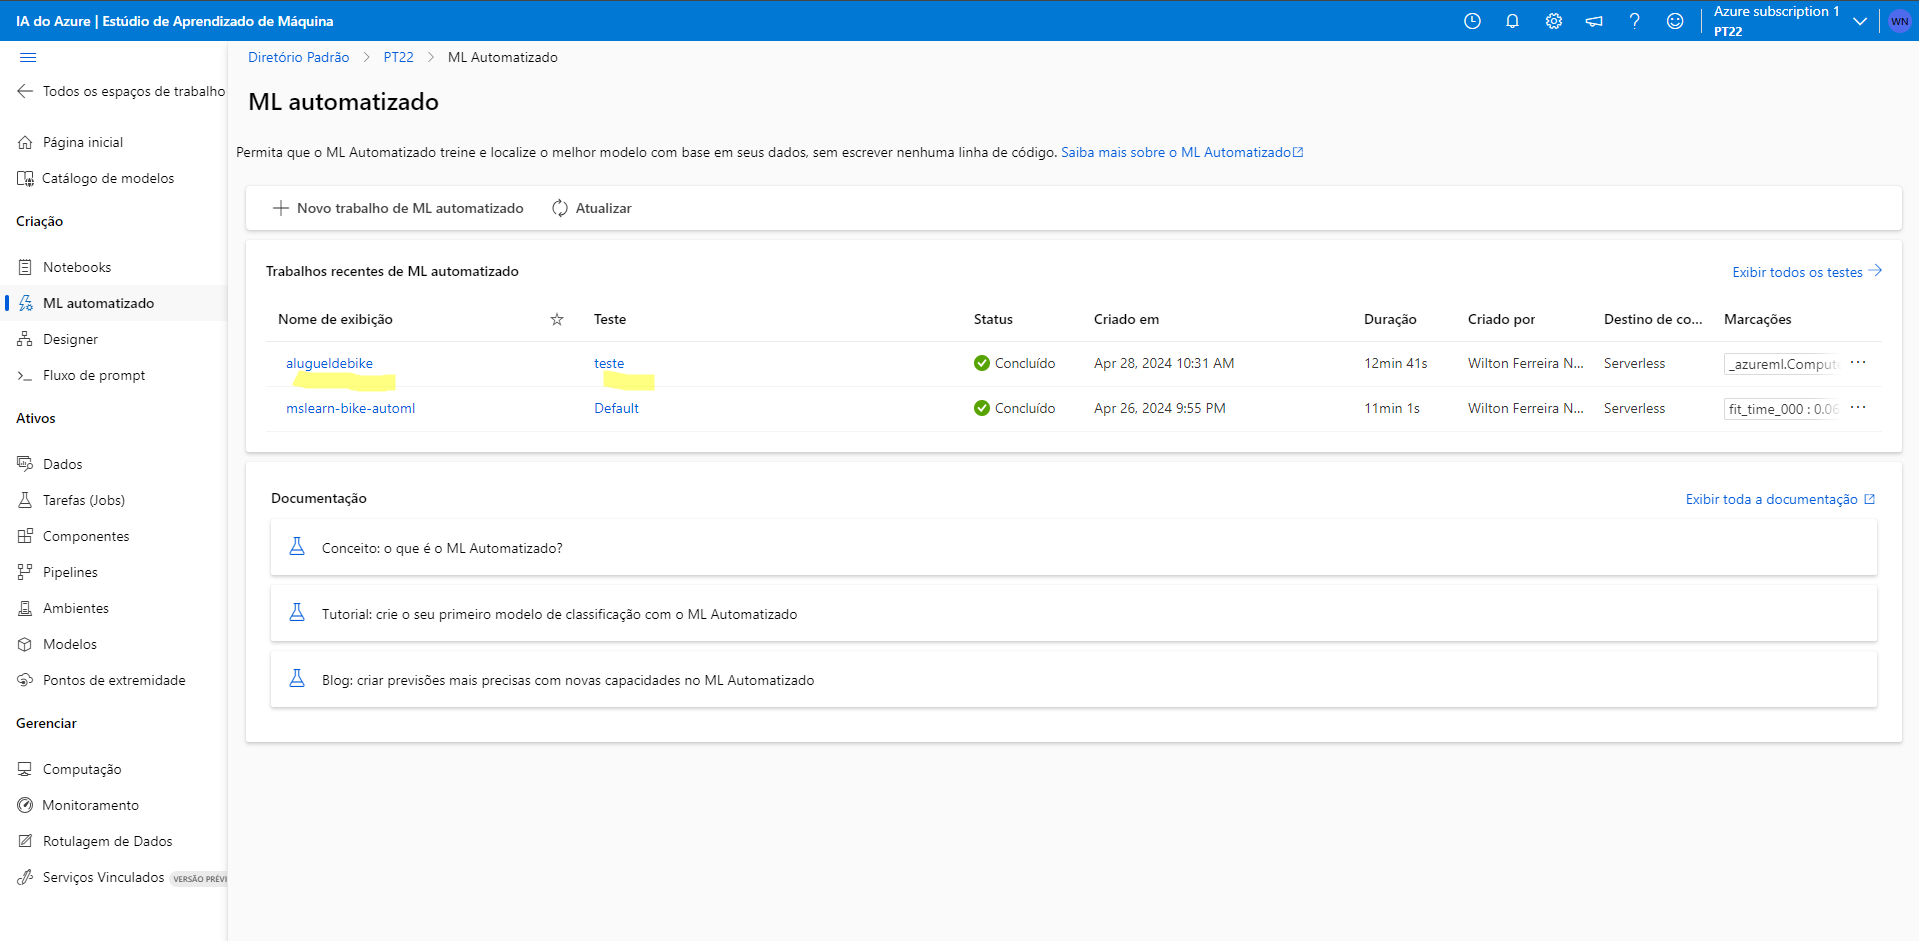 IA do Azure | Estúdio de Aprendizado de Máquina
Azure subscription 1
PT22
WN
Todos os espaços de trabalho
Página inicial
Catálogo de modelos
Criação
Notebooks
ML automatizado
Designer
Fluxo de prompt
Ativos
Dados
Tarefas (Jobs)
Componentes
Pipelines
Ambientes
Modelos
Pontos de extremidade
Gerenciar
Computação
Monitoramento
Rotulagem de Dados
Serviços Vinculados VERSÃO PRÉVI
Diretório Padrão > PT22 > ML Automatizado
ML automatizado
Permita que o ML Automatizado treine e localize o melhor modelo com base em seus dados, sem escrever nenhuma linha de código. Saiba mais sobre o ML Automatizado
Novo trabalho de ML automatizado Atualizar
Trabalhos recentes de ML automatizado Exibir todos os testes
Nome de exibição Teste Status Criado em Duração Criado por Destino de co... Marcações
alugueldebike teste Concluído Apr 28, 2024 10:31 AM 12min 41s Wilton Ferreira N... Serverless _azureml.Compute ...
mslearn-bike-automl Default Concluído Apr 26, 2024 9:55 PM 11min 1s Wilton Ferreira N... Serverless fit_time_000 : 0.06 ...
Documentação Exibir toda a documentação
Conceito: o que é o ML Automatizado?
Tutorial: crie o seu primeiro modelo de classificação com o ML Automatizado
Blog: criar previsões mais precisas com novas capacidades no ML Automatizado